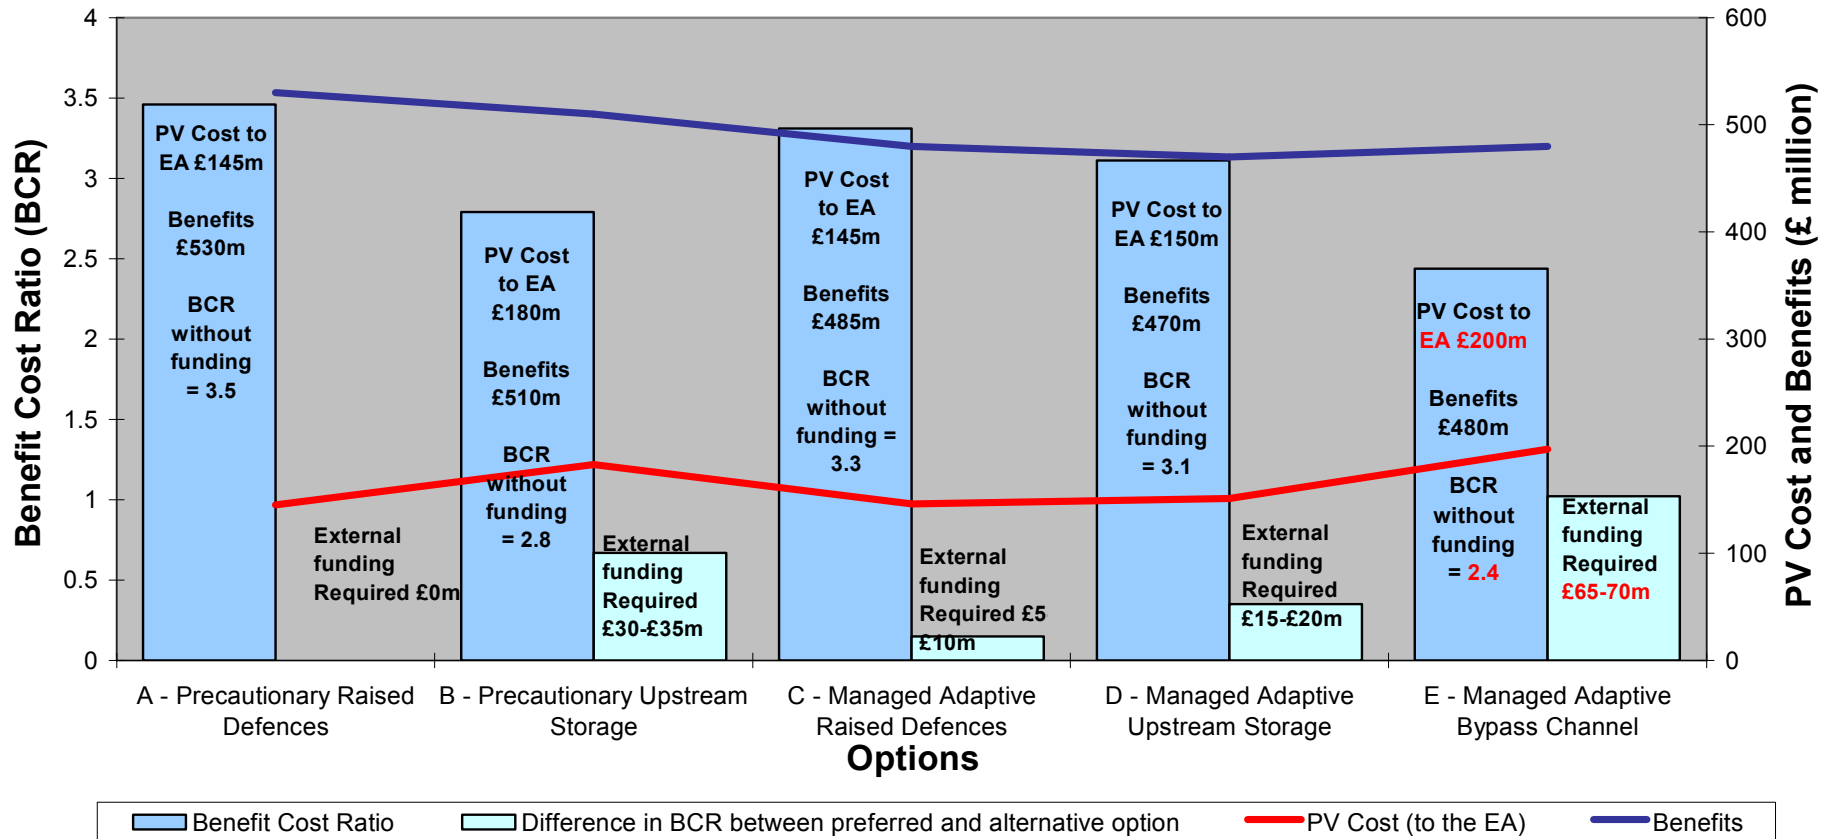 Benefit Cost Ratio (BCR)
4
3.5
3
2.5
2
1.5
1
0.5
0
PV Cost to
EA £145m
Benefits
£530m
BCR
without
funding
= 3.5
External
funding
Required £0m
PV Cost
to EA
£180m
Benefits
£510m
BCR
without
funding
= 2.8
External
funding
Required
£30-£35m
PV Cost
to EA
£145m
Benefits
£485m
BCR
without
funding =
3.3
External
funding
Required £5
£10m
PV Cost to
EA £150m
Benefits
£470m
BCR
without
funding
= 3.1
External
funding
Required
£15-£20m
PV Cost to
EA £200m
Benefits
£480m
BCR
without
funding
= 2.4
External
funding
Required
£65-70m
600
500
400
300
200
100
0
PV Cost and Benefits (£ million)
A - Precautionary Raised
Defences
B - Precautionary Upstream
Storage
C - Managed Adaptive
Raised Defences
D - Managed Adaptive
Upstream Storage
E - Managed Adaptive
Bypass Channel
Options
Benefit Cost Ratio
Difference in BCR between preferred and alternative option
PV Cost (to the EA)
Benefits